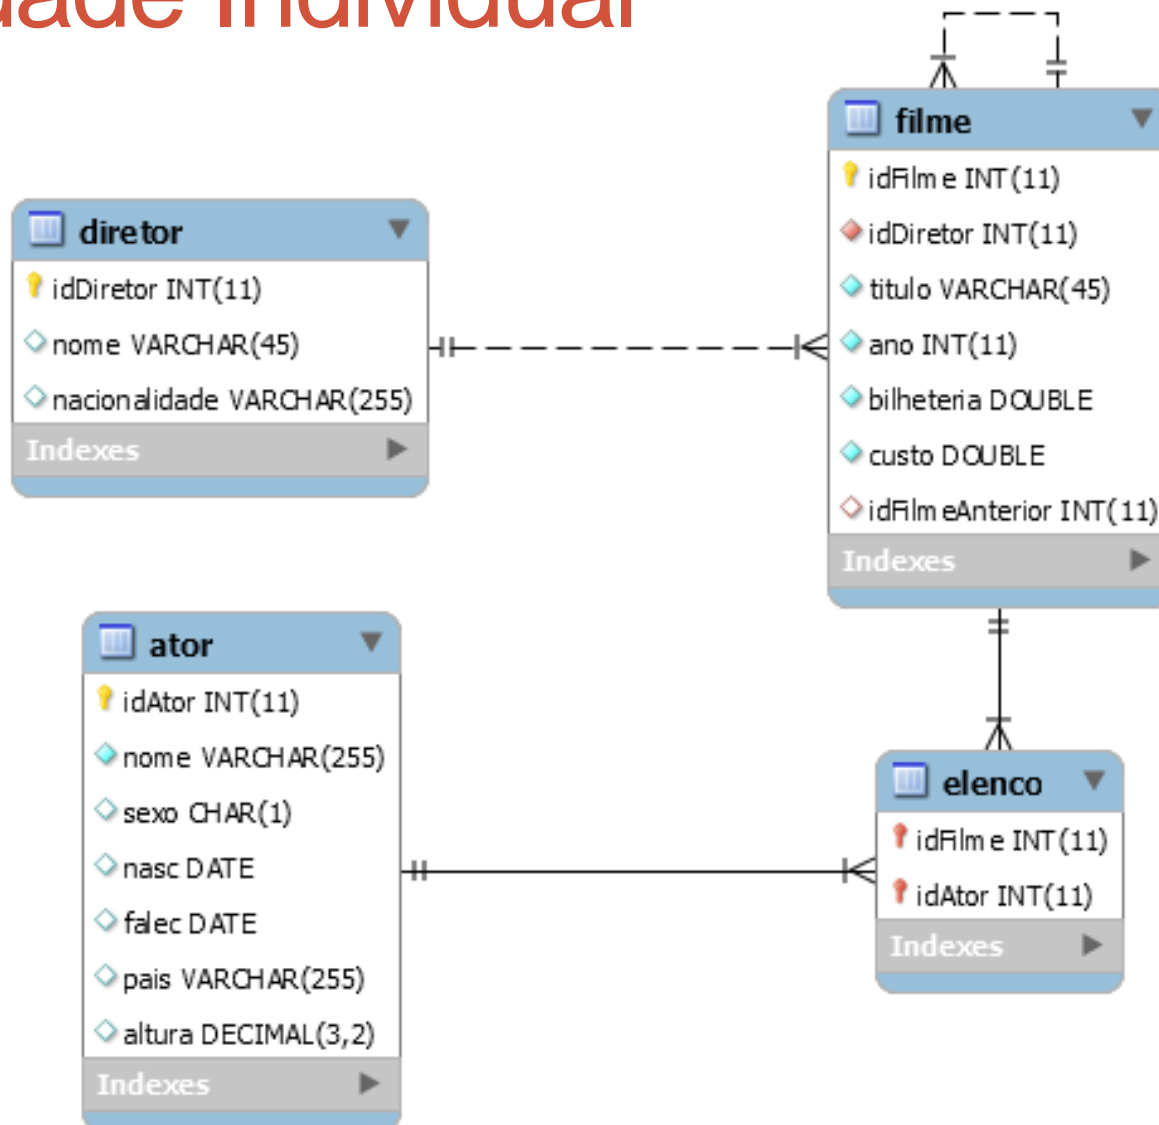 dade Individual
filme
idFilme INT(11)
idDiretor INT(11)
titulo VARCHAR(45)
ano INT(11)
bilheteria DOUBLE
custo DOUBLE
idFilmeAnterior INT(11)
Indexes
diretor
idDiretor INT(11)
nome VARCHAR(45)
nacionalidade VARCHAR(255)
Indexes
ator
idAtor INT(11)
nome VARCHAR(255)
sexo CHAR(1)
nasc DATE
falec DATE
pais VARCHAR(255)
altura DECIMAL(3,2)
Indexes
elenco
idFilme INT(11)
idAtor INT(11)
Indexes